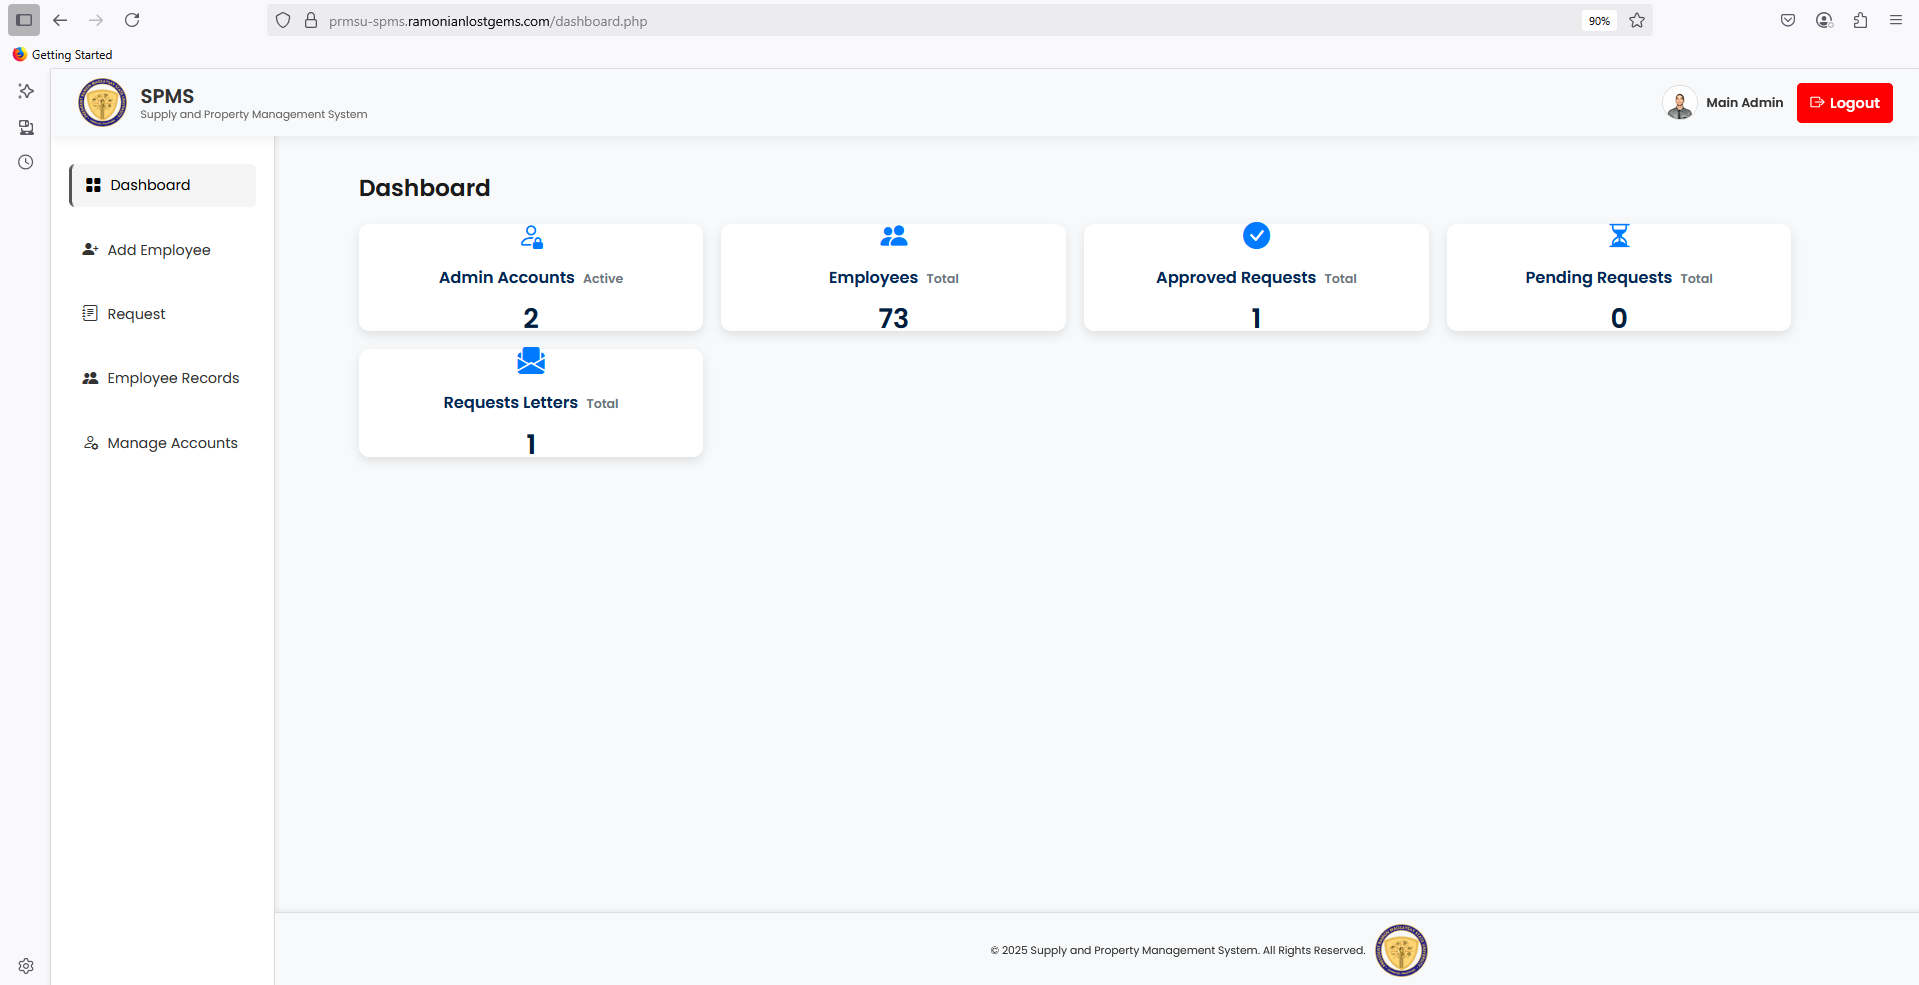 prmsu-spms.ramonianlostgems.com/dashboard.php
90%
Getting Started
SPMS
Supply and Property Management System
Main Admin
Logout
Dashboard
Add Employee
Request
Employee Records
Manage Accounts
Dashboard
Admin Accounts Active
2
Employees Total
73
Approved Requests Total
1
Pending Requests Total
0
Requests Letters Total
1
© 2025 Supply and Property Management System. All Rights Reserved.